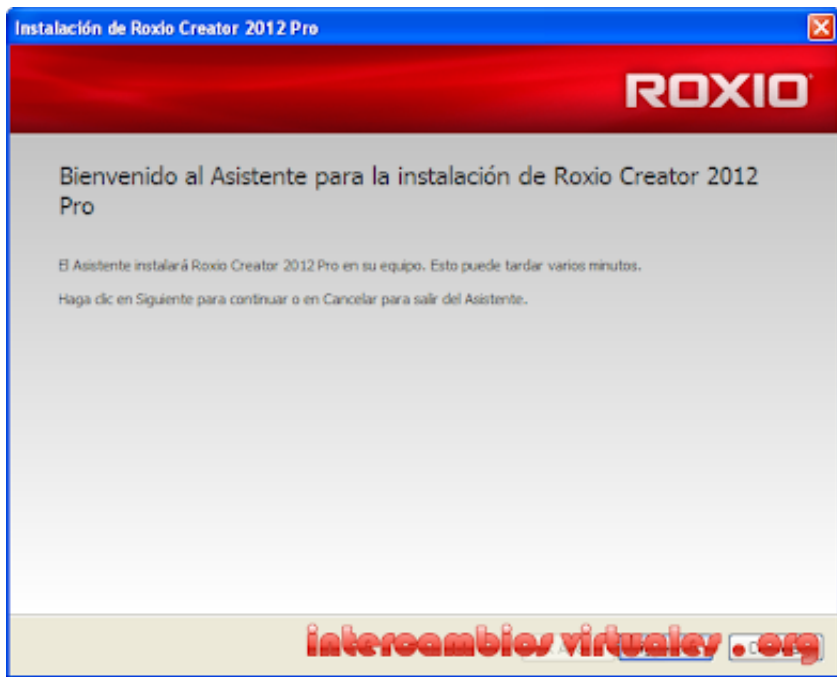 Instalación de Roxio Creator 2012 Pro
ROXIO
Bienvenido al Asistente para la instalación de Roxio Creator 2012
Pro
El Asistente instalará Roxio Creator 2012 Pro en su equipo. Esto puede tardar varios minutos.
Haga clic en Siguiente para continuar o en Cancelar para salir del Asistente.
intercambios virtuales . org